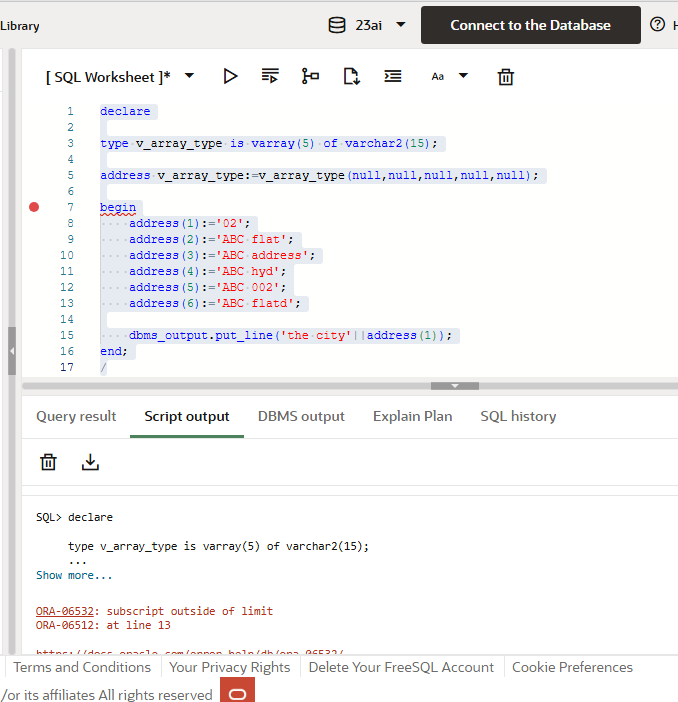 Library
23ai
Connect to the Database
[ SQL Worksheet ]*
Aa
1 declare
2
3 type v_array_type is varray(5) of varchar2(15);
4
5 address v_array_type:=v_array_type(null,null,null,null,null);
6
7 begin
8 address(1):='02';
9 address(2):='ABC flat';
10 address(3):='ABC address';
11 address(4):='ABC hyd';
12 address(5):='ABC 002';
13 address(6):='ABC flatd';
14
15 dbms_output.put_line('the city'||address(1));
16 end;
17 /
Query result
Script output
DBMS output
Explain Plan
SQL history
SQL> declare
type v_array_type is varray(5) of varchar2(15);
...
Show more...
ORA-06532: subscript outside of limit
ORA-06512: at line 13
Terms and Conditions
Your Privacy Rights
Delete Your FreeSQL Account
Cookie Preferences
/or its affiliates All rights reserved